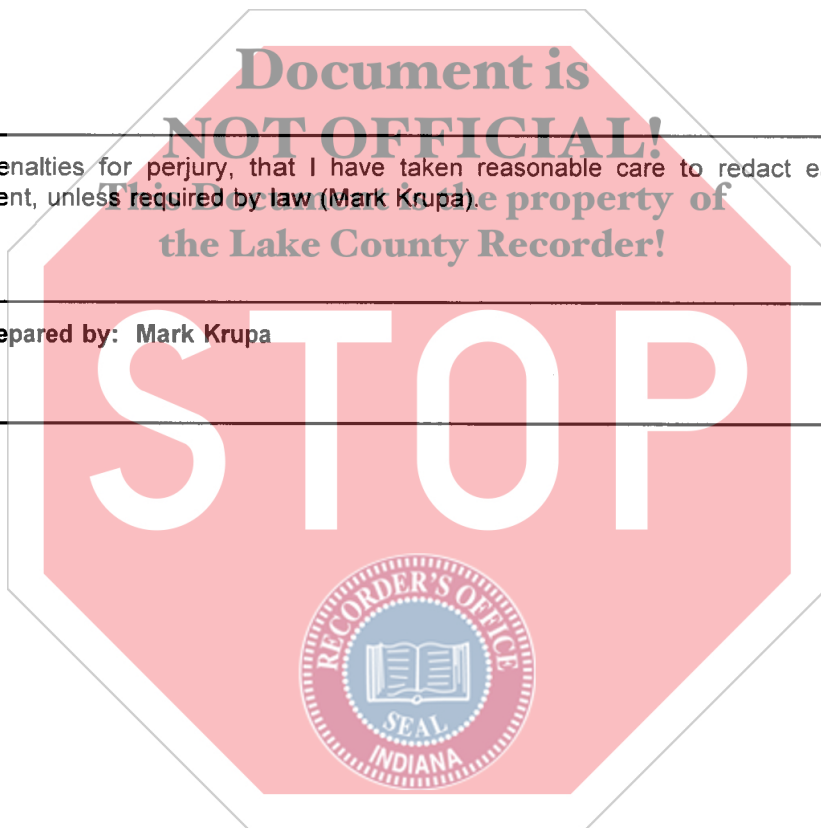 Document is
NOT OFFICIAL!
enalties for perjury, that I have taken reasonable care to redact e
ent, unless required by law (Mark Krupa).
This Document is the property of
the Lake County Recorder!
epared by: Mark Krupa
STOP
RECORDER'S OFFICE
SEAL
INDIANA